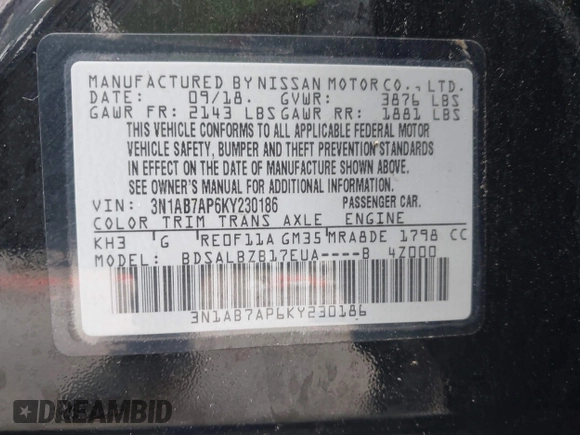 MANUFACTURED BY NISSAN MOTOR CO., LTD.
DATE: 09/18. GVWR: 3876 LBS
GAWR FR: 2143 LBS GAWR RR: 1881 LBS
THIS VEHICLE CONFORMS TO ALL APPLICABLE FEDERAL MOTOR
VEHICLE SAFETY, BUMPER AND THEFT PREVENTION STANDARDS
IN EFFECT ON THE DATE OF MANUFACTURE SHOWN ABOVE.
SEE OWNER'S MANUAL FOR ADDITIONAL INFORMATION.
VIN: 3N1AB7AP6KY230186 PASSENGER CAR.
COLOR TRIM TRANS AXLE ENGINE
KH3 G RE0F11A GM35 MRA8DE 1798 CC
MODEL: BDSALBZB17EUA----B 4Z000
3N1AB7AP6KY230186
DREAMBID